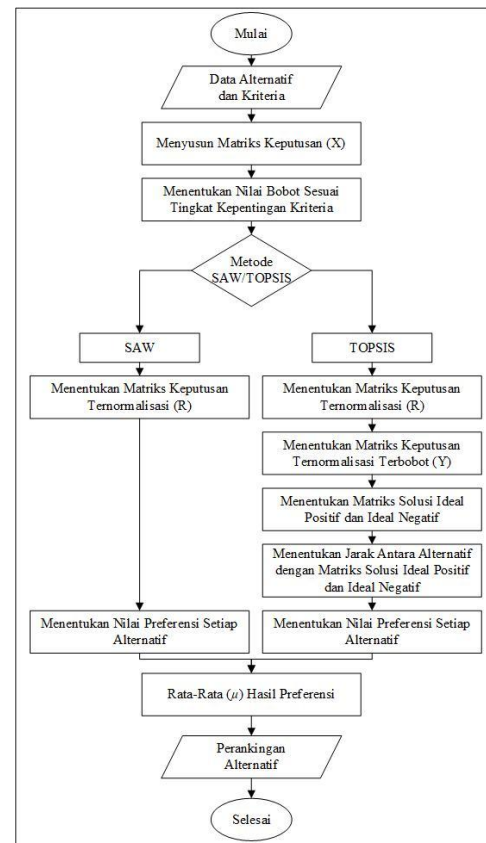 Mulai
Data Alternatif
dan Kriteria
Menyusun Matriks Keputusan (X)
Menentukan Nilai Bobot Sesuai
Tingkat Kepentingan Kriteria
Metode
SAW/TOPSIS
SAW
Menentukan Matriks Keputusan
Ternormalisasi (R)
Menentukan Nilai Preferensi Setiap
Alternatif
TOPSIS
Menentukan Matriks Keputusan
Ternormalisasi (R)
Menentukan Matriks Keputusan
Ternormalisasi Terbobot (Y)
Menentukan Matriks Solusi Ideal
Positif dan Ideal Negatif
Menentukan Jarak Antara Alternatif
dengan Matriks Solusi Ideal Positif
dan Ideal Negatif
Menentukan Nilai Preferensi Setiap
Alternatif
Rata-Rata (μ) Hasil Preferensi
Perankingan
Alternatif
Selesai